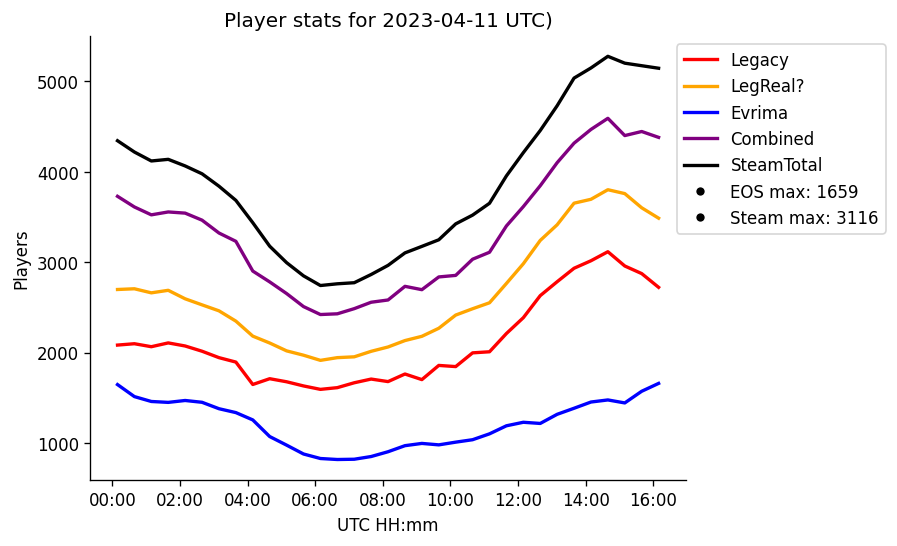 Player stats for 2023-04-11 UTC)
Legacy
LegReal?
Evrima
Combined
SteamTotal
EOS max: 1659
Steam max: 3116
Players
5000
4000
3000
2000
1000
00:00 02:00 04:00 06:00 08:00 10:00 12:00 14:00 16:00
UTC HH:mm